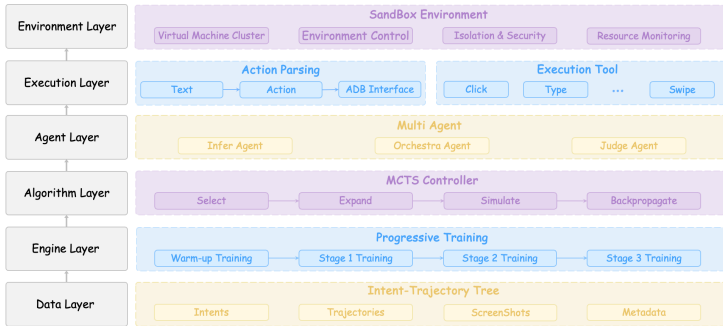 Environment Layer
SandBox Environment
Virtual Machine Cluster
Environment Control
Isolation & Security
Resource Monitoring
Execution Layer
Action Parsing
Text
Action
ADB Interface
Execution Tool
Click
Type
...
Swipe
Agent Layer
Multi Agent
Infer Agent
Orchestra Agent
Judge Agent
Algorithm Layer
MCTS Controller
Select
Expand
Simulate
Backpropagate
Engine Layer
Progressive Training
Warm-up Training
Stage 1 Training
Stage 2 Training
Stage 3 Training
Data Layer
Intent-Trajectory Tree
Intents
Trajectories
ScreenShots
Metadata